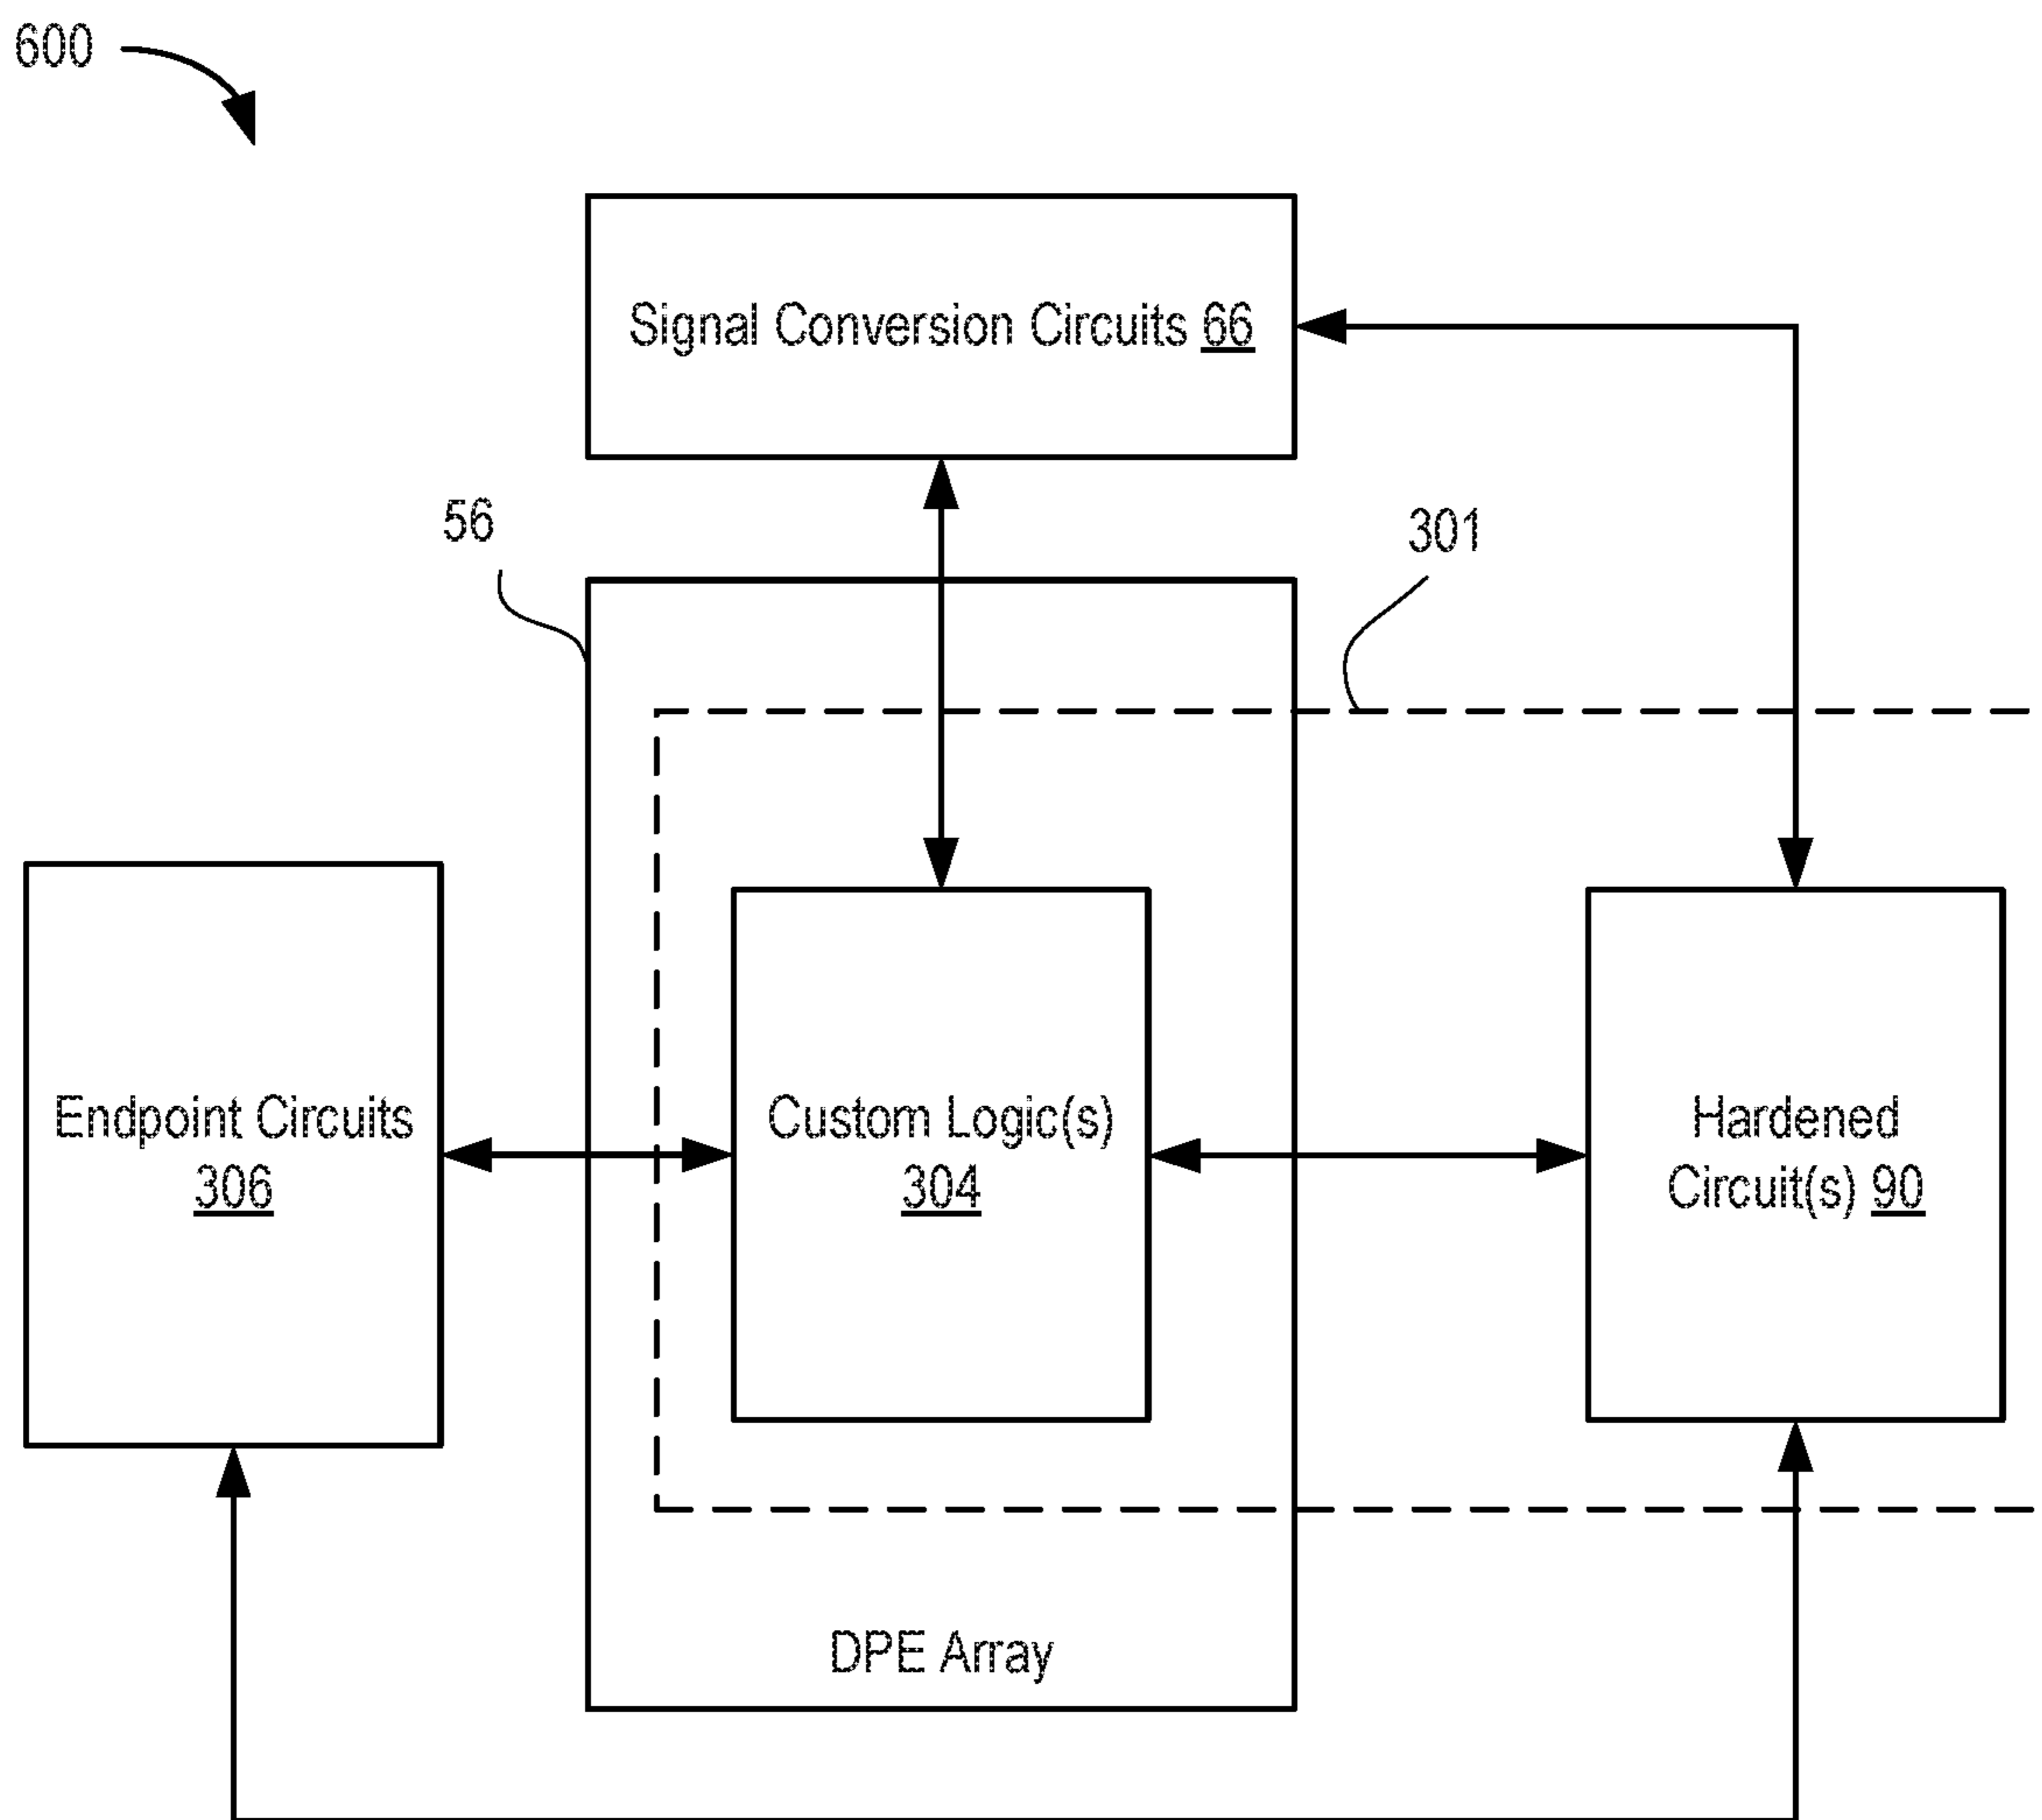 600
Signal Conversion Circuits 66
56
301
Endpoint Circuits
306
Custom Logic(s)
304
Hardened
Circuit(s) 90
DPE Array